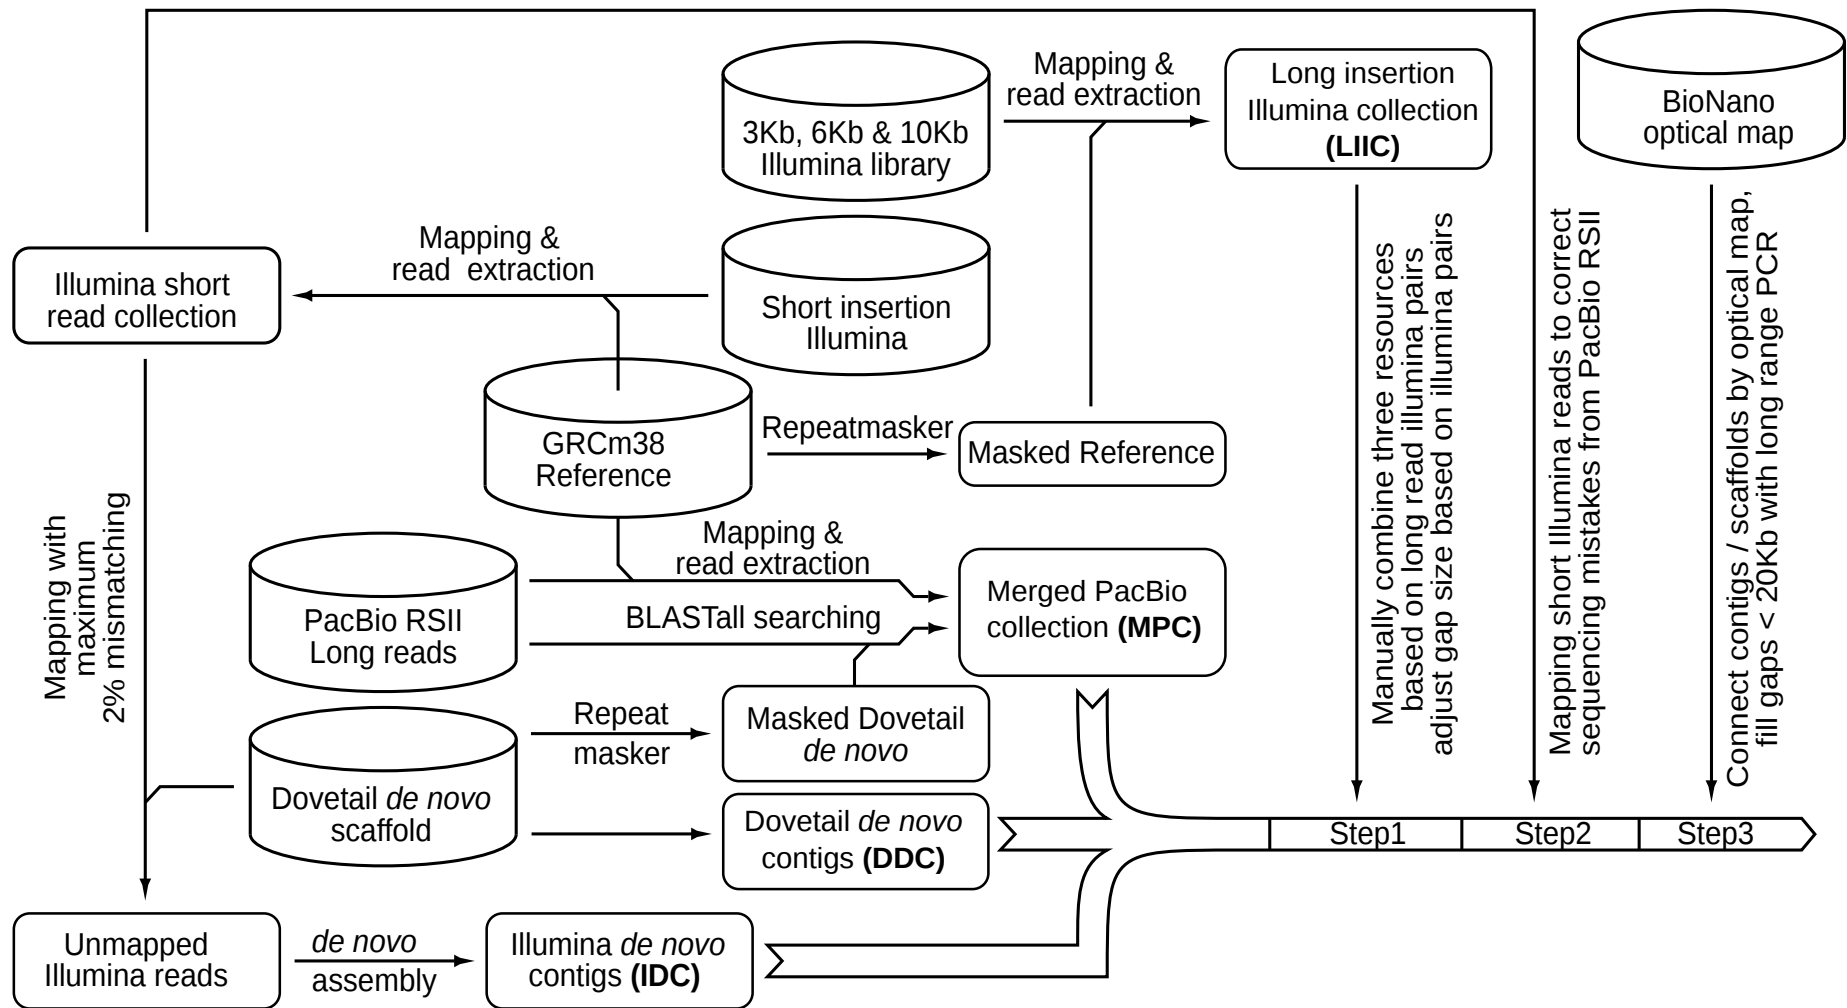 Mapping &
read extraction
Long insertion
Illumina collection
(LIIC)
BioNano
optical map
3Kb, 6Kb & 10Kb
Illumina library
Mapping &
read extraction
Illumina short
read collection
Short insertion
Illumina
GRCm38
Reference
Repeatmasker
Masked Reference
Manually combine three resources
based on long read illumina pairs
adjust gap size based on illumina pairs
Mapping short Illumina reads to correct
sequencing mistakes from PacBio RSII
Connect contigs / scaffolds by optical map,
fill gaps < 20Kb with long range PCR
Mapping with
maximum
2% mismatching
Mapping &
read extraction
PacBio RSII
Long reads
BLASTall searching
Merged PacBio
collection (MPC)
Repeat
masker
Masked Dovetail
de novo
Dovetail de novo
scaffold
Dovetail de novo
contigs (DDC)
Step1
Step2
Step3
Unmapped
Illumina reads
de novo
assembly
Illumina de novo
contigs (IDC)